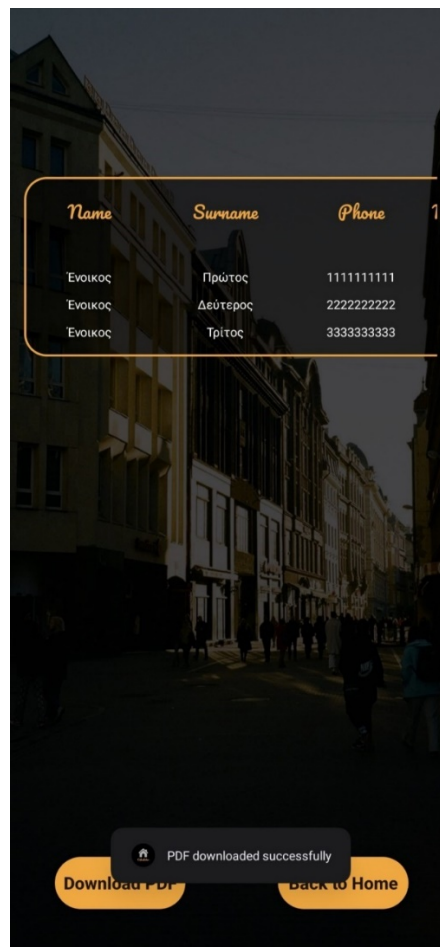 Name Surname Phone
Ένοικος Πρώτος 1111111111
Ένοικος Δεύτερος 2222222222
Ένοικος Τρίτος 3333333333
PDF downloaded successfully
Download PDF Back to Home